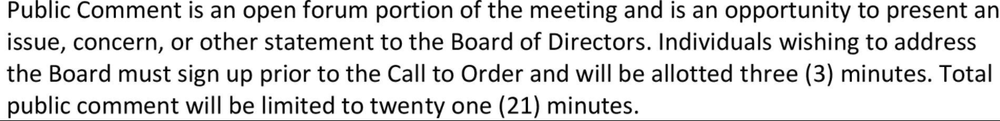 Public Comment is an open forum portion of the meeting and is an opportunity to present an
issue, concern, or other statement to the Board of Directors. Individuals wishing to address
the Board must sign up prior to the Call to Order and will be allotted three (3) minutes. Total
public comment will be limited to twenty one (21) minutes.